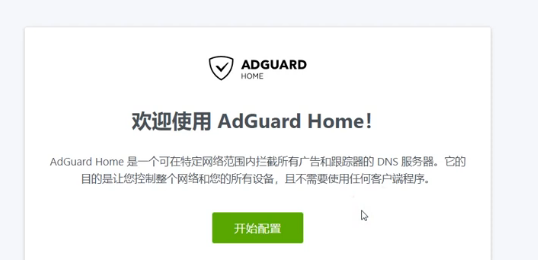 ADGUARD
HOME
欢迎使用 AdGuard Home！
AdGuard Home 是一个可在特定网络范围内拦截所有广告和跟踪器的 DNS 服务器。它的
目的是让您控制整个网络和您的所有设备，且不需要使用任何客户端程序。
开始配置